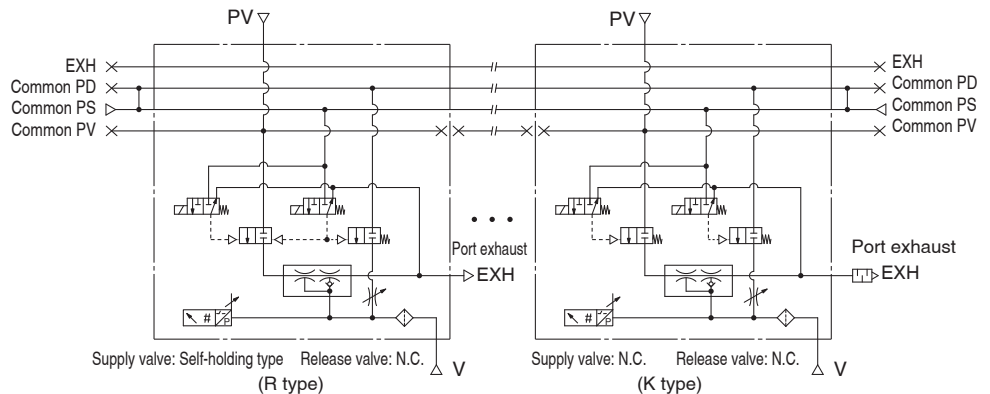 PV
PV
EXH
Common PD
Common PS
Common PV
EXH
Common PD
Common PS
Common PV
Port exhaust
EXH
Port exhaust
EXH
# P
# P
Supply valve: Self-holding type Release valve: N.C.
V
(R type)
Supply valve: N.C. Release valve: N.C.
V
(K type)